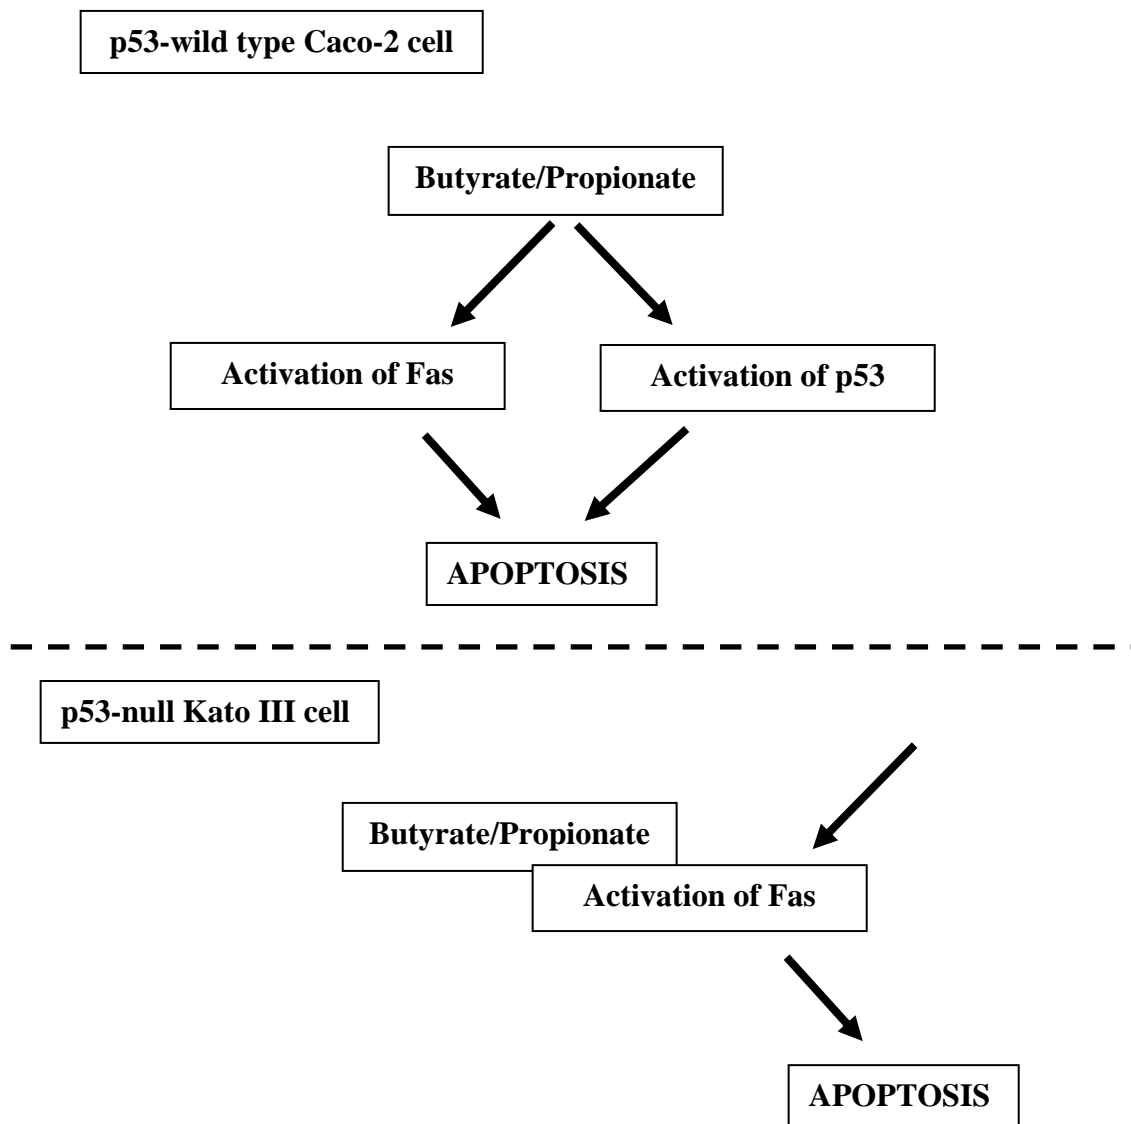 p53-wild type Caco-2 cell
Butyrate/Propionate
Activation of Fas
Activation of p53
APOPTOSIS
p53-null Kato III cell
Butyrate/Propionate
Activation of Fas
APOPTOSIS